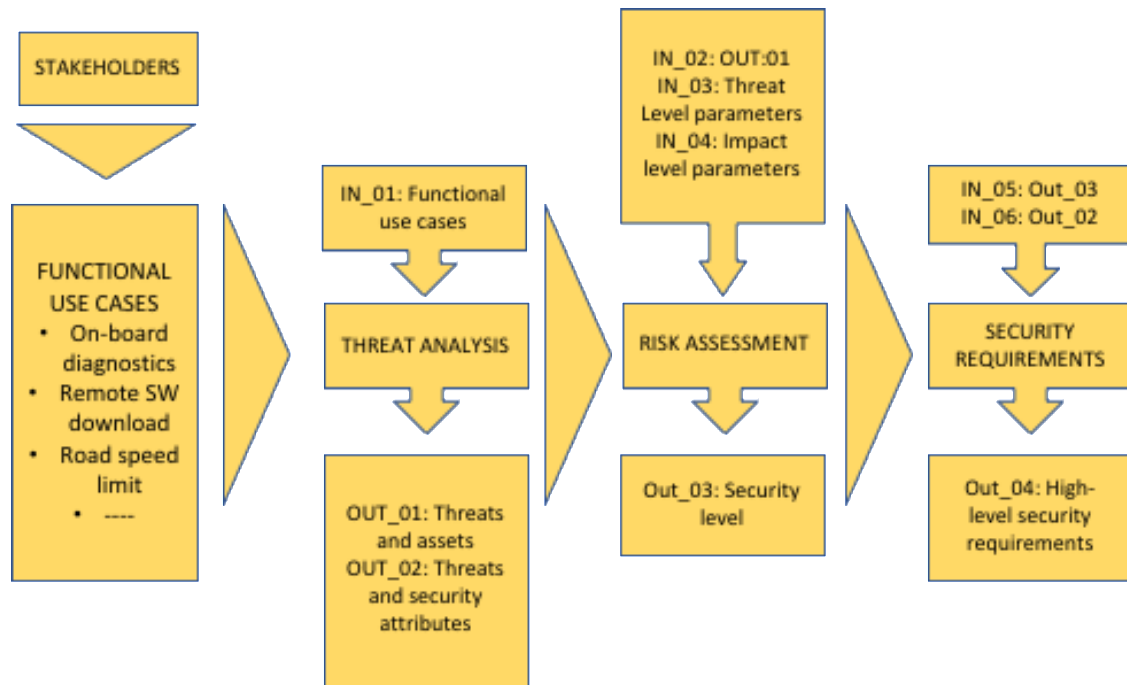 STAKEHOLDERS
FUNCTIONAL
USE CASES
• On-board
diagnostics
• Remote SW
download
• Road speed
limit
• ----
IN_01: Functional
use cases
THREAT ANALYSIS
OUT_01: Threats
and assets
OUT_02: Threats
and security
attributes
IN_02: OUT:01
IN_03: Threat
Level parameters
IN_04: Impact
level parameters
RISK ASSESSMENT
Out_03: Security
level
IN_05: Out_03
IN_06: Out_02
SECURITY
REQUIREMENTS
Out_04: High-
level security
requirements